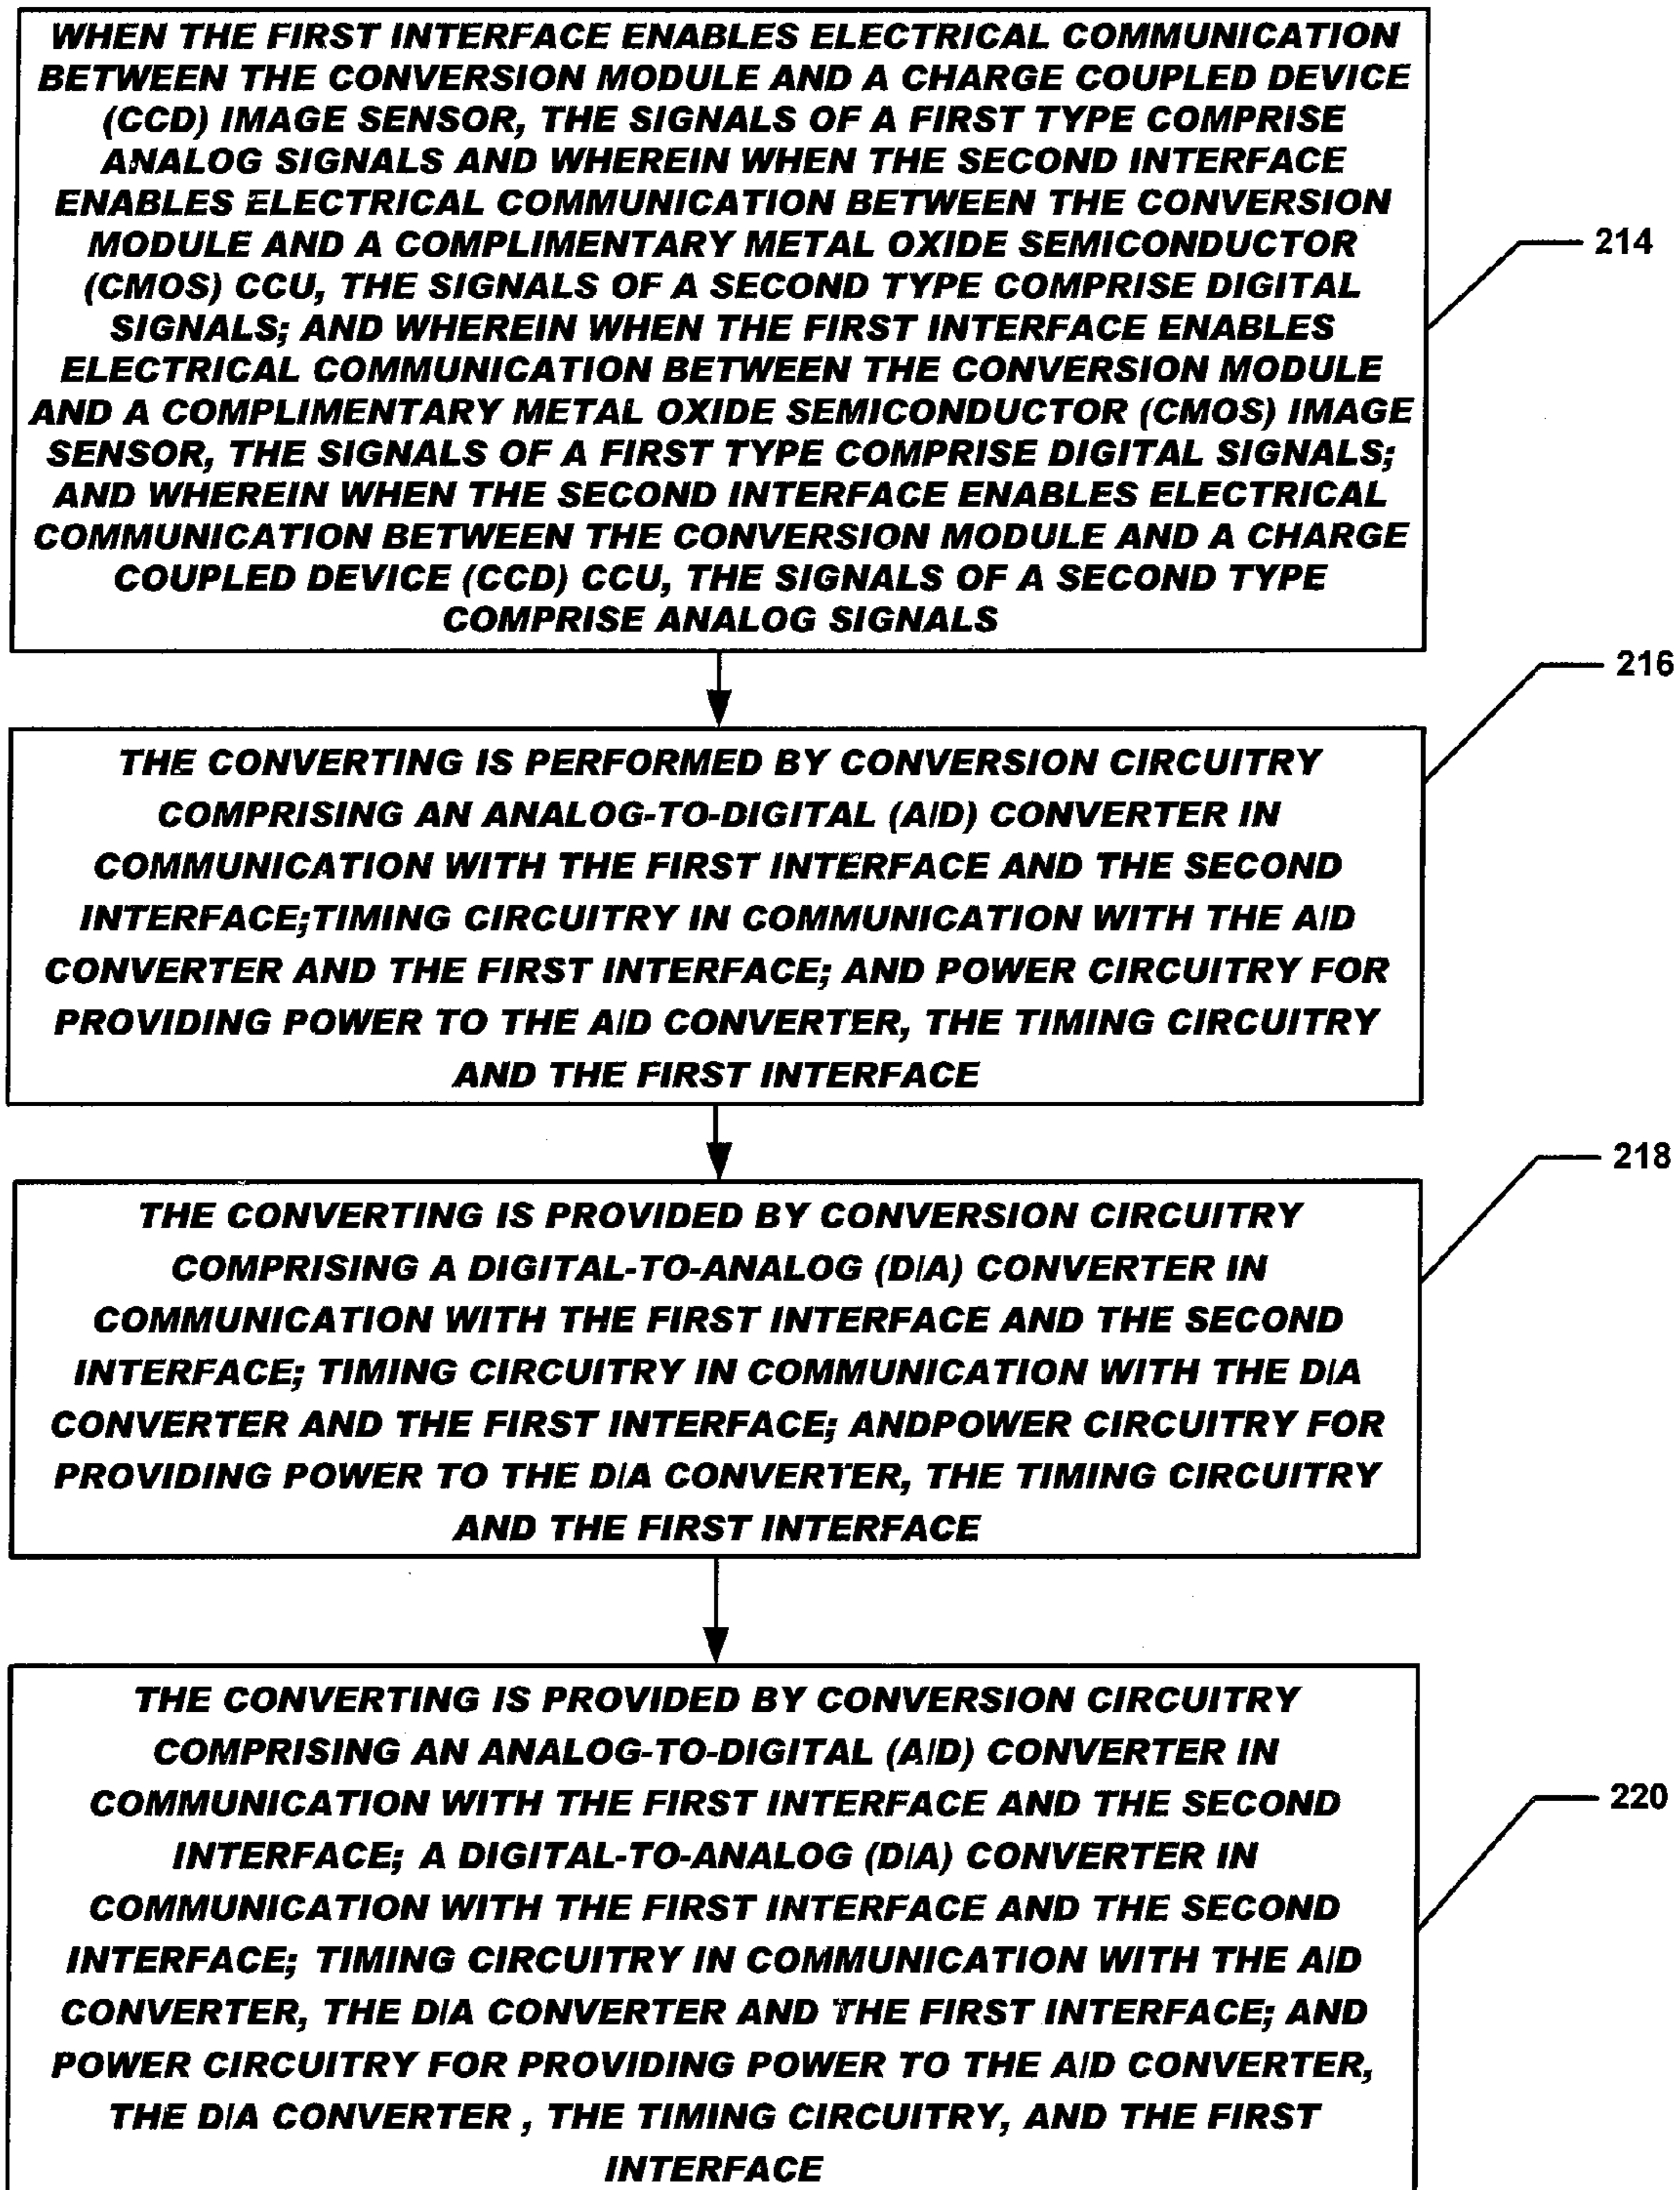 WHEN THE FIRST INTERFACE ENABLES ELECTRICAL COMMUNICATION
BETWEEN THE CONVERSION MODULE AND A CHARGE COUPLED DEVICE
(CCD) IMAGE SENSOR, THE SIGNALS OF A FIRST TYPE COMPRISE
ANALOG SIGNALS AND WHEREIN WHEN THE SECOND INTERFACE
ENABLES ELECTRICAL COMMUNICATION BETWEEN THE CONVERSION
MODULE AND A COMPLIMENTARY METAL OXIDE SEMICONDUCTOR
(CMOS) CCU, THE SIGNALS OF A SECOND TYPE COMPRISE DIGITAL
SIGNALS; AND WHEREIN WHEN THE FIRST INTERFACE ENABLES
ELECTRICAL COMMUNICATION BETWEEN THE CONVERSION MODULE
AND A COMPLIMENTARY METAL OXIDE SEMICONDUCTOR (CMOS) IMAGE
SENSOR, THE SIGNALS OF A FIRST TYPE COMPRISE DIGITAL SIGNALS;
AND WHEREIN WHEN THE SECOND INTERFACE ENABLES ELECTRICAL
COMMUNICATION BETWEEN THE CONVERSION MODULE AND A CHARGE
COUPLED DEVICE (CCD) CCU, THE SIGNALS OF A SECOND TYPE
COMPRISE ANALOG SIGNALS
214
216
THE CONVERTING IS PERFORMED BY CONVERSION CIRCUITRY
COMPRISING AN ANALOG-TO-DIGITAL (A/D) CONVERTER IN
COMMUNICATION WITH THE FIRST INTERFACE AND THE SECOND
INTERFACE;TIMING CIRCUITRY IN COMMUNICATION WITH THE A/D
CONVERTER AND THE FIRST INTERFACE; AND POWER CIRCUITRY FOR
PROVIDING POWER TO THE A/D CONVERTER, THE TIMING CIRCUITRY
AND THE FIRST INTERFACE
218
THE CONVERTING IS PROVIDED BY CONVERSION CIRCUITRY
COMPRISING A DIGITAL-TO-ANALOG (D/A) CONVERTER IN
COMMUNICATION WITH THE FIRST INTERFACE AND THE SECOND
INTERFACE; TIMING CIRCUITRY IN COMMUNICATION WITH THE D/A
CONVERTER AND THE FIRST INTERFACE; ANDPOWER CIRCUITRY FOR
PROVIDING POWER TO THE D/A CONVERTER, THE TIMING CIRCUITRY
AND THE FIRST INTERFACE
THE CONVERTING IS PROVIDED BY CONVERSION CIRCUITRY
COMPRISING AN ANALOG-TO-DIGITAL (A/D) CONVERTER IN
COMMUNICATION WITH THE FIRST INTERFACE AND THE SECOND
INTERFACE; A DIGITAL-TO-ANALOG (D/A) CONVERTER IN
COMMUNICATION WITH THE FIRST INTERFACE AND THE SECOND
INTERFACE; TIMING CIRCUITRY IN COMMUNICATION WITH THE A/D
CONVERTER, THE D/A CONVERTER AND THE FIRST INTERFACE; AND
POWER CIRCUITRY FOR PROVIDING POWER TO THE A/D CONVERTER,
THE D/A CONVERTER , THE TIMING CIRCUITRY, AND THE FIRST
INTERFACE
220